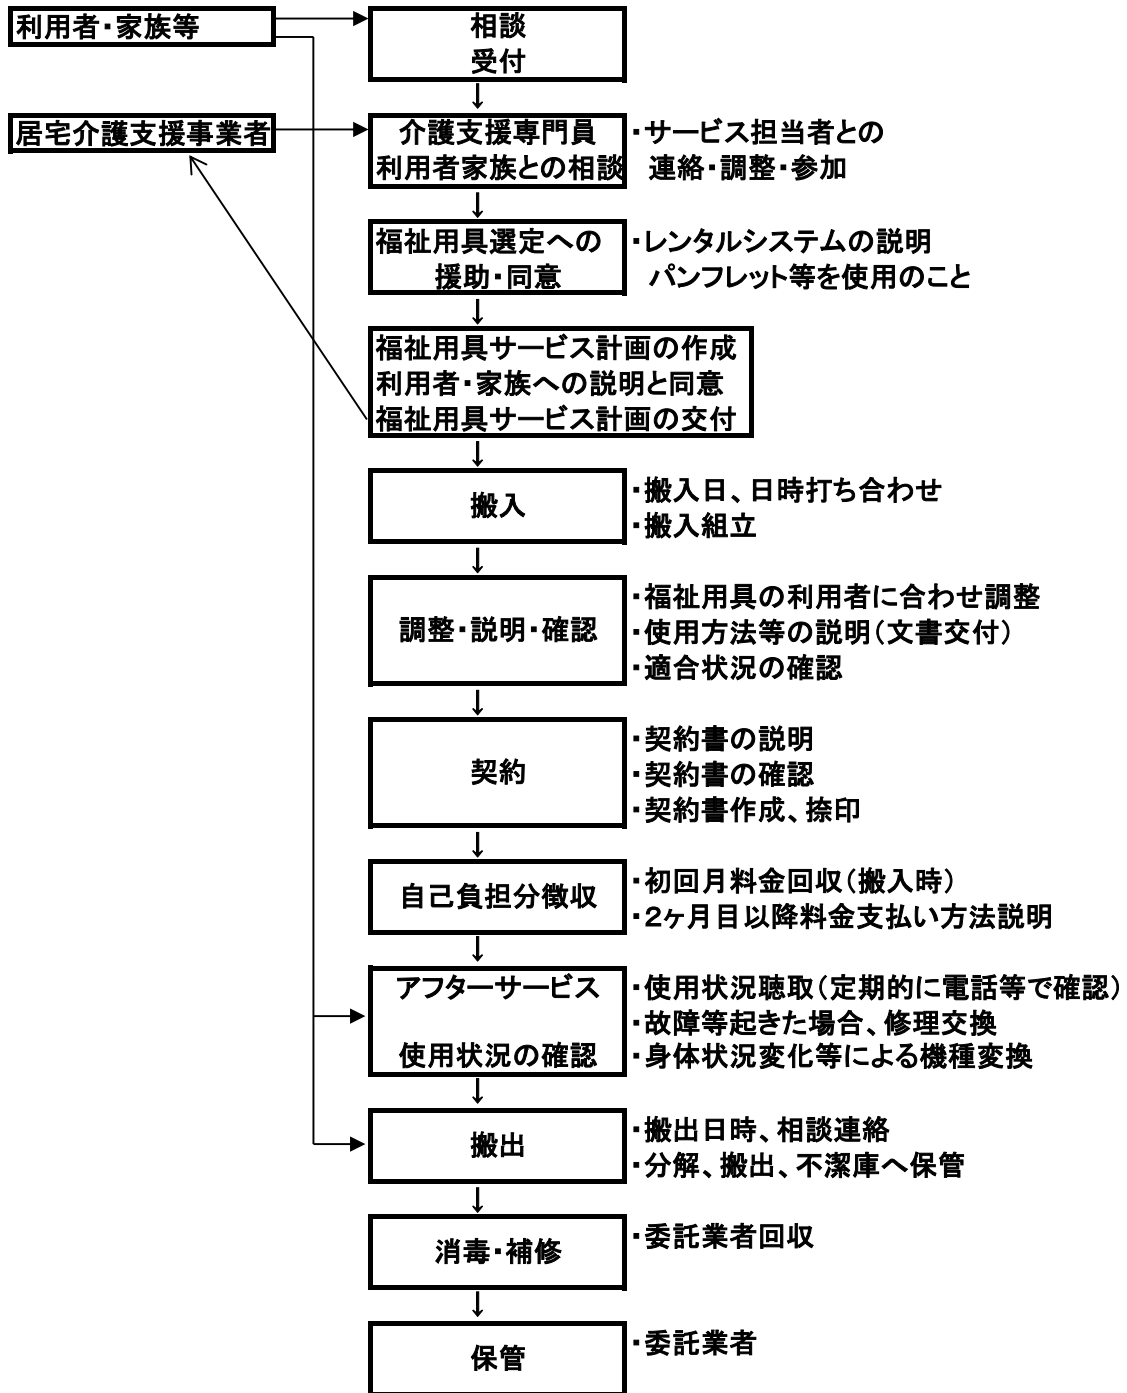 利用者・家族等
相談
受付
居宅介護支援事業者
介護支援専門員
利用者家族との相談
・サービス担当者との
連絡・調整・参加
福祉用具選定への
援助・同意
・レンタルシステムの説明
パンフレット等を使用のこと
福祉用具サービス計画の作成
利用者・家族への説明と同意
福祉用具サービス計画の交付
搬入
・搬入日、日時打ち合わせ
・搬入組立
調整・説明・確認
・福祉用具の利用者に合わせ調整
・使用方法等の説明(文書交付)
・適合状況の確認
契約
・契約書の説明
・契約書の確認
・契約書作成、捺印
自己負担分徴収
・初回月料金回収(搬入時)
・2ヶ月目以降料金支払い方法説明
アフターサービス
使用状況の確認
・使用状況聴取(定期的に電話等で確認)
・故障等起きた場合、修理交換
・身体状況変化等による機種変換
搬出
・搬出日時、相談連絡
・分解、搬出、不潔庫へ保管
消毒・補修
・委託業者回収
保管
・委託業者